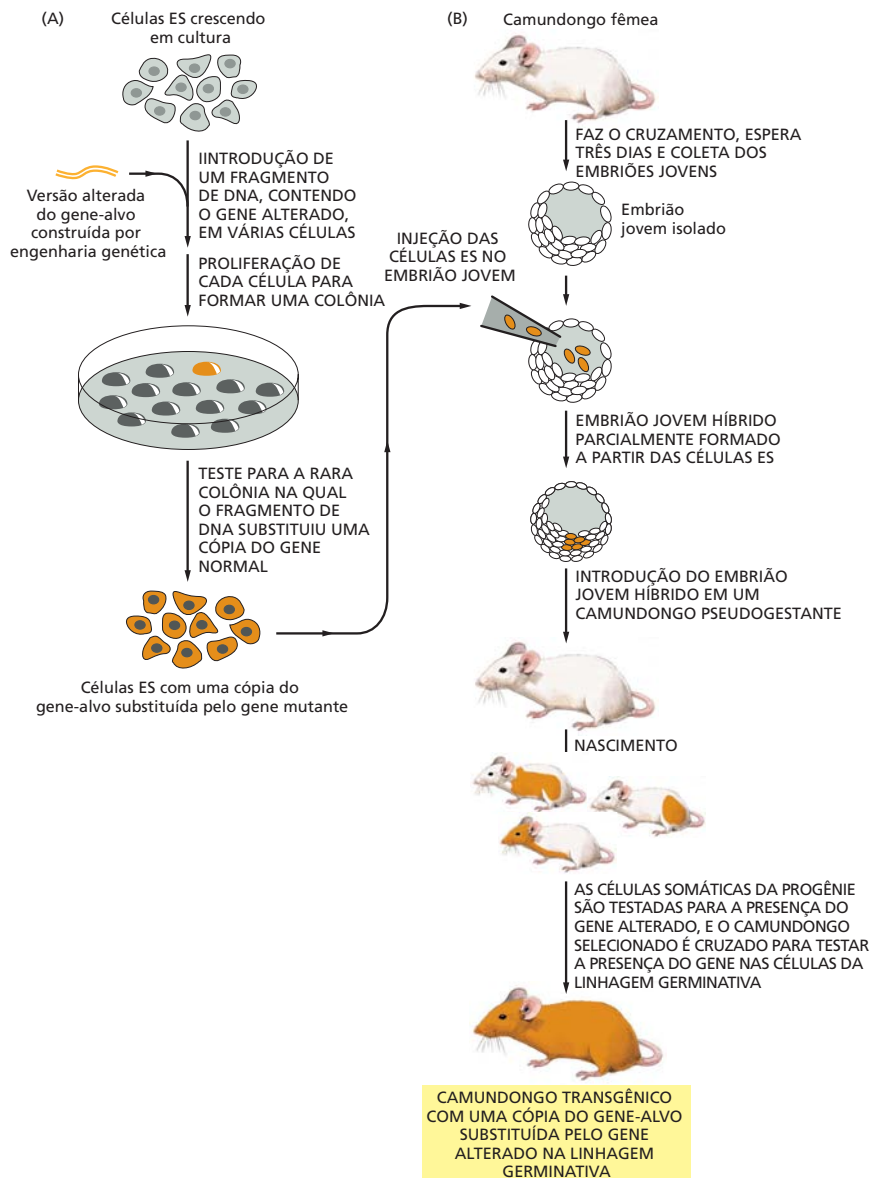 (A)
Células ES crescendo
em cultura
Versão alterada
do gene-alvo
construída por
engenharia genética
IINTRODUÇÃO DE
UM FRAGMENTO
DE DNA, CONTENDO
O GENE ALTERADO,
EM VÁRIAS CÉLULAS
PROLIFERAÇÃO DE
CADA CÉLULA PARA
FORMAR UMA COLÔNIA
TESTE PARA A RARA
COLÔNIA NA QUAL
O FRAGMENTO DE
DNA SUBSTITUIU UMA
CÓPIA DO GENE
NORMAL
Células ES com uma cópia do
gene-alvo substituída pelo gene mutante
(B)
Camundongo fêmea
FAZ O CRUZAMENTO, ESPERA
TRÊS DIAS E COLETA DOS
EMBRIÕES JOVENS
Embrião
jovem isolado
INJEÇÃO DAS
CÉLULAS ES NO
EMBRIÃO JOVEM
EMBRIÃO JOVEM HÍBRIDO
PARCIALMENTE FORMADO
A PARTIR DAS CÉLULAS ES
INTRODUÇÃO DO EMBRIÃO
JOVEM HÍBRIDO EM UM
CAMUNDONGO PSEUDOGESTANTE
NASCIMENTO
AS CÉLULAS SOMÁTICAS DA PROGÊNIE
SÃO TESTADAS PARA A PRESENÇA DO
GENE ALTERADO, E O CAMUNDONGO
SELECIONADO É CRUZADO PARA TESTAR
A PRESENÇA DO GENE NAS CÉLULAS DA
LINHAGEM GERMINATIVA
CAMUNDONGO TRANSGÊNICO
COM UMA CÓPIA DO GENE-ALVO
SUBSTITUÍDA PELO GENE
ALTERADO NA LINHAGEM
GERMINATIVA